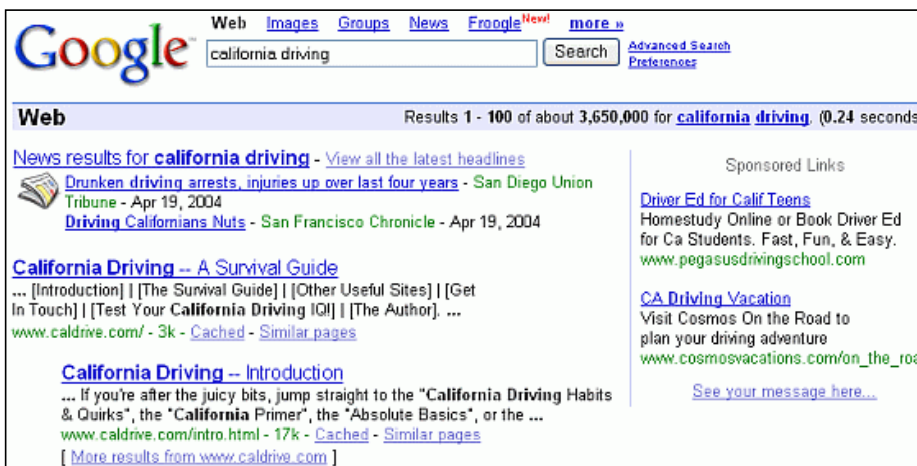 Web Images Groups News Froogle New! more »
Google™
california driving Search Advanced Search
Preferences
Web Results 1 - 100 of about 3,650,000 for california driving. (0.24 seconds
News results for california driving - View all the latest headlines
Drunken driving arrests, injuries up over last four years - San Diego Union
Tribune - Apr 19, 2004
Driving Californians Nuts - San Francisco Chronicle - Apr 19, 2004
California Driving -- A Survival Guide
... [Introduction] | [The Survival Guide] | [Other Useful Sites] | [Get
In Touch] | [Test Your California Driving IQ!] | [The Author]. ...
www.caldrive.com/ - 3k - Cached - Similar pages
California Driving -- Introduction
... If you're after the juicy bits, jump straight to the "California Driving Habits
& Quirks", the "California Primer", the "Absolute Basics", or the ...
www.caldrive.com/intro.html - 17k - Cached - Similar pages
[ More results from www.caldrive.com ]
Sponsored Links
Driver Ed for Calif Teens
Homestudy Online or Book Driver Ed
for Ca Students. Fast, Fun, & Easy.
www.pegasusdrivingschool.com
CA Driving Vacation
Visit Cosmos On the Road to
plan your driving adventure
www.cosmosvacations.com/on_the_roa
See your message here...